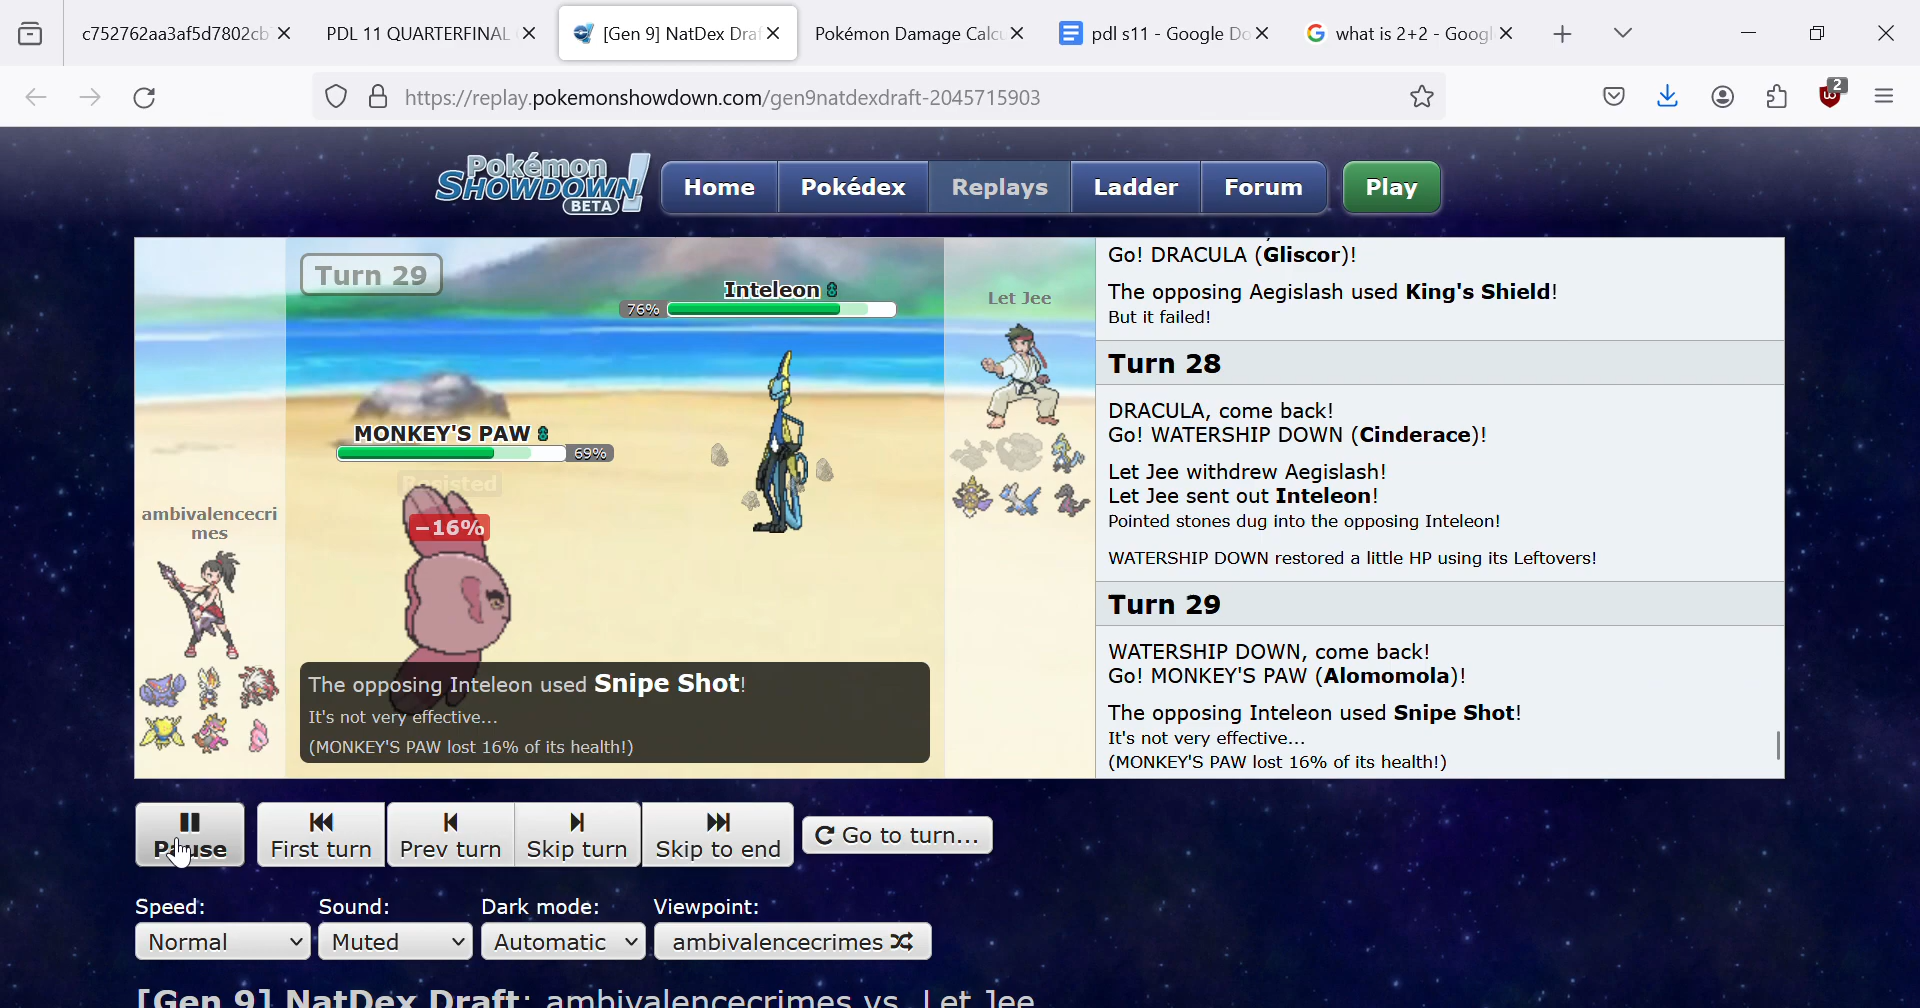 c752762aa3af5d7802cb
PDL 11 QUARTERFINAL
[Gen 9] NatDex Dra
Pokémon Damage Calcu
pdl s11 - Google Do
what is 2+2 - Googl
https://replay.pokemonshowdown.com/gen9natdexdraft-2045715903
2
Pokémon
SHOWDOWN!
BETA
Home
Pokédex
Replays
Ladder
Forum
Play
Turn 29
Inteleon
76%
MONKEY'S PAW
69%
Resisted
−16%
ambivalencecri
mes
Let Jee
The opposing Inteleon used Snipe Shot!
It's not very effective...
(MONKEY'S PAW lost 16% of its health!)
Go! DRACULA (Gliscor)!
The opposing Aegislash used King's Shield!
But it failed!
Turn 28
DRACULA, come back!
Go! WATERSHIP DOWN (Cinderace)!
Let Jee withdrew Aegislash!
Let Jee sent out Inteleon!
Pointed stones dug into the opposing Inteleon!
WATERSHIP DOWN restored a little HP using its Leftovers!
Turn 29
WATERSHIP DOWN, come back!
Go! MONKEY'S PAW (Alomomola)!
The opposing Inteleon used Snipe Shot!
It's not very effective...
(MONKEY'S PAW lost 16% of its health!)
Pause
First turn
Prev turn
Skip turn
Skip to end
Go to turn...
Speed:
Sound:
Dark mode:
Viewpoint:
Normal
Muted
Automatic
ambivalencecrimes
[Gen 9] NatDex Draft: ambivalencecrimes vs. Let Jee